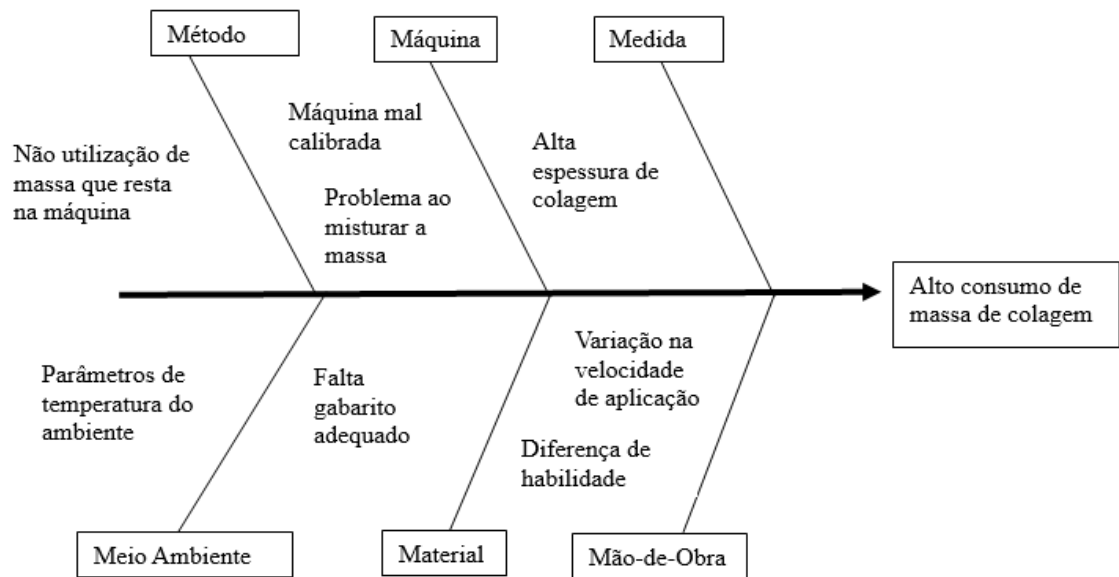 Método
Máquina
Medida
Máquina mal
calibrada
Não utilização de
massa que resta
na máquina
Problema ao
misturar a
massa
Alta
espessura de
colagem
Alto consumo de
massa de colagem
Parâmetros de
temperatura do
ambiente
Falta
gabarito
adequado
Variação na
velocidade
de aplicação
Diferença de
habilidade
Meio Ambiente
Material
Mão-de-Obra